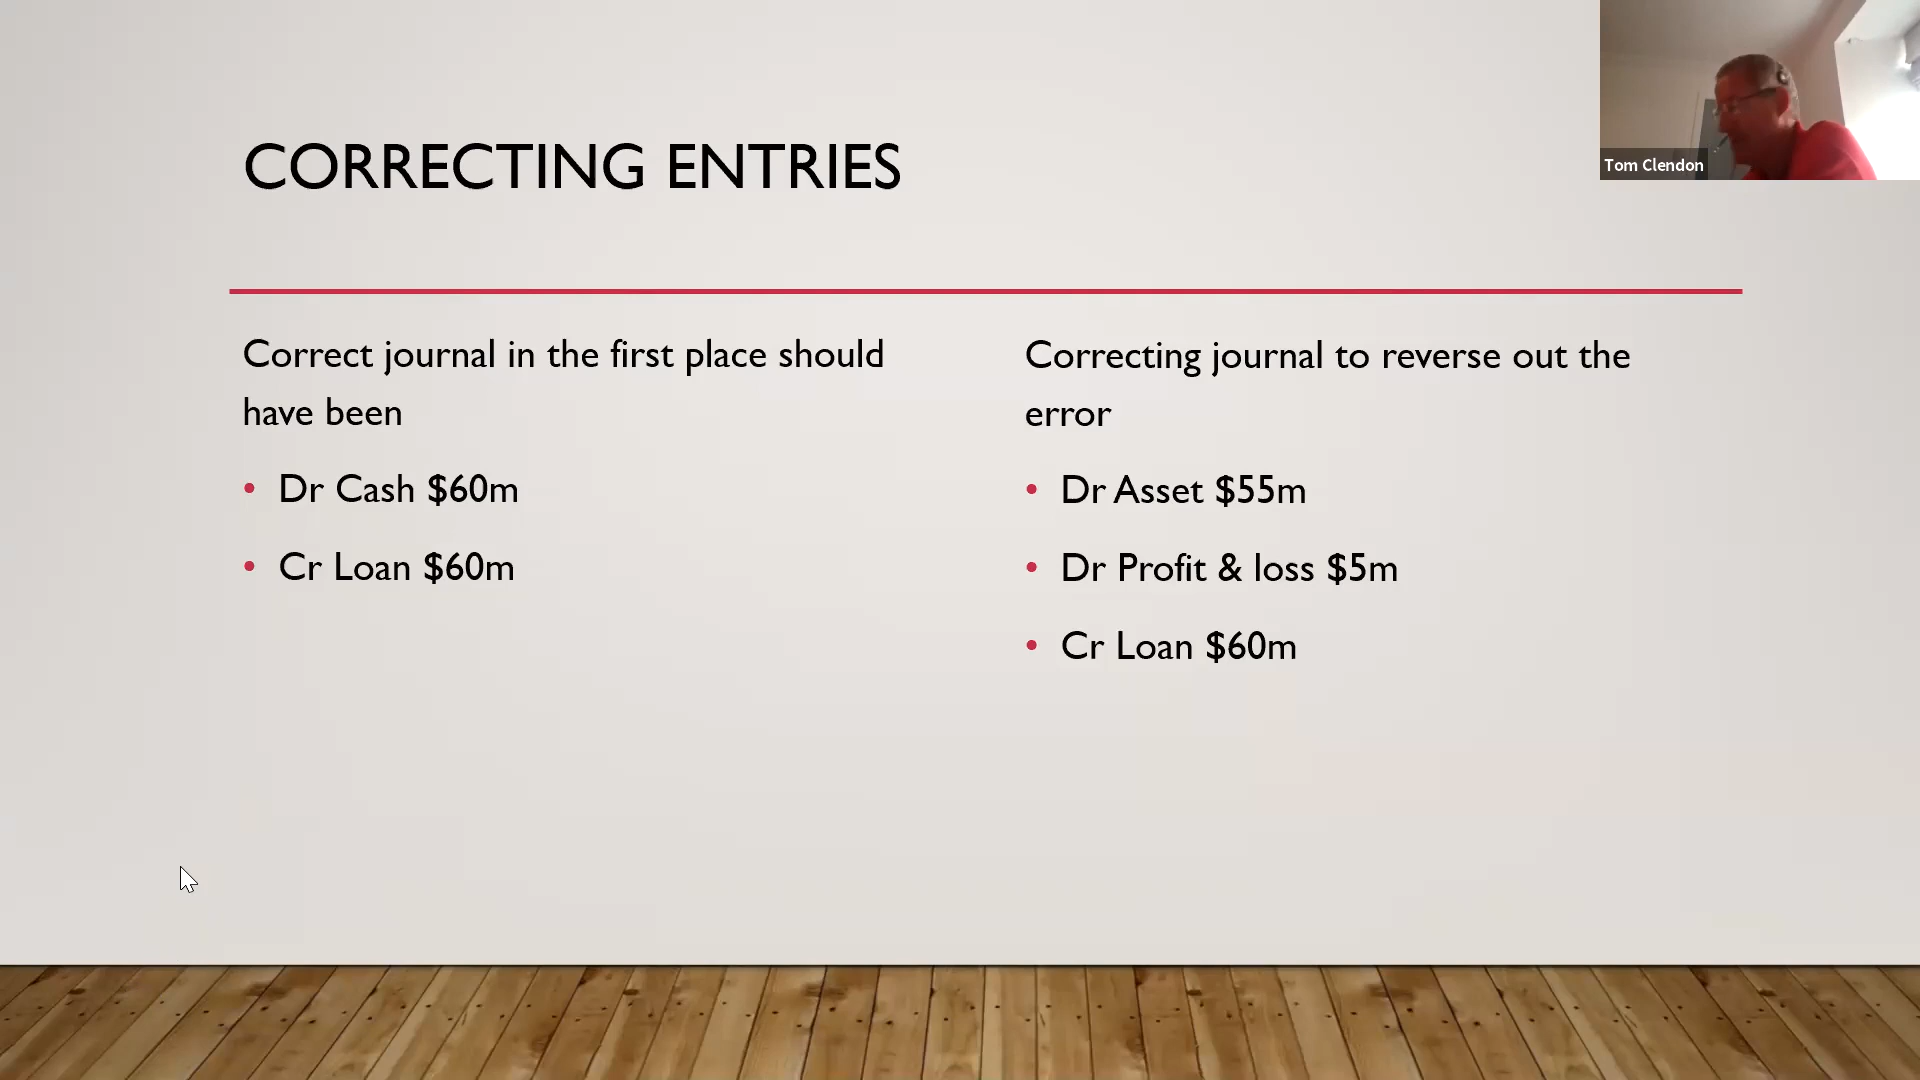 CORRECTING ENTRIES
Correct journal in the first place should
have been
• Dr Cash $60m
• Cr Loan $60m
Correcting journal to reverse out the
error
• Dr Asset $55m
• Dr Profit & loss $5m
• Cr Loan $60m
Tom Clendon